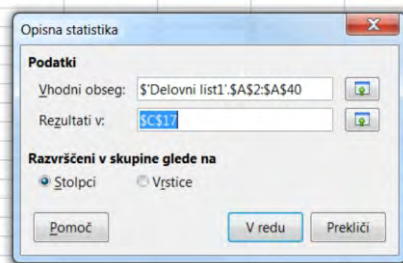 Opisna statistika
Podatki
Vhodni obseg: $'Delovni list1'.$A$2:$A$40
Rezultati v: $C$17
Razvrščeni v skupine glede na
Stolpci Vrstice
Pomoč V redu Prekliči